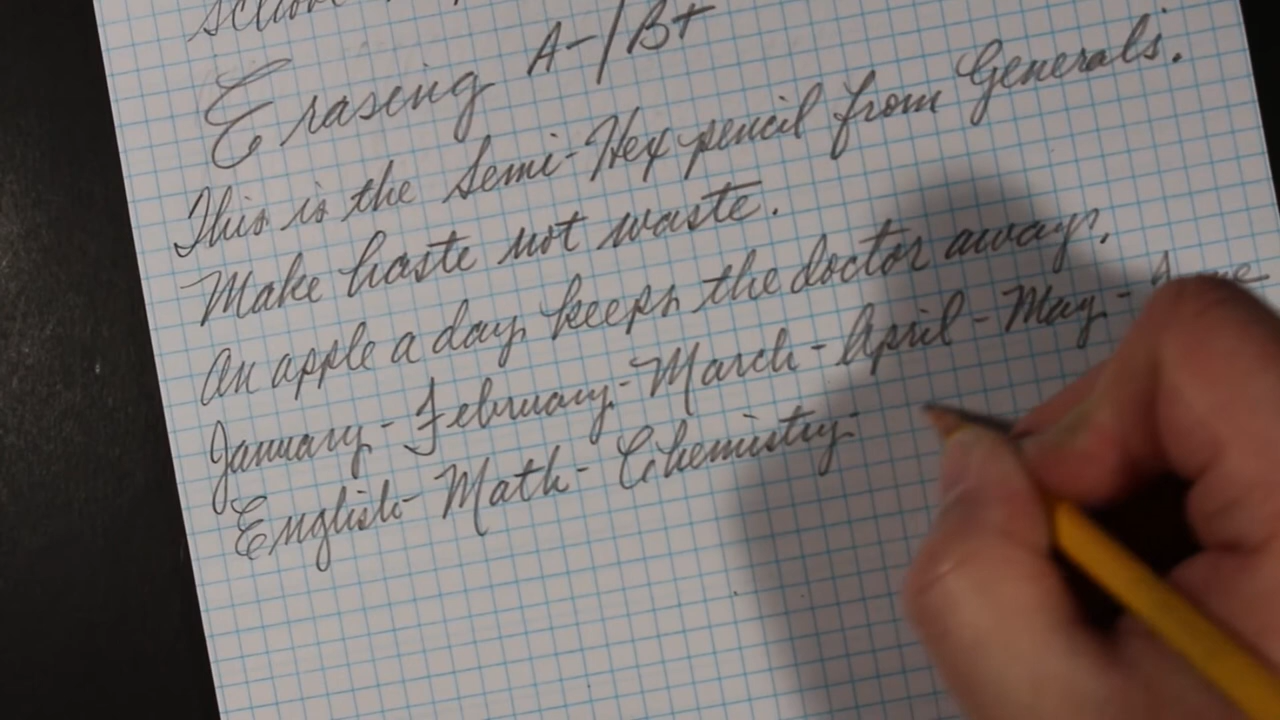 Erasing A-/B+
This is the Semi-Hex pencil from Generals.
Make haste not waste.
An apple a day keeps the doctor aways.
January - February - March - April - May -
English - Math - Chemistry -